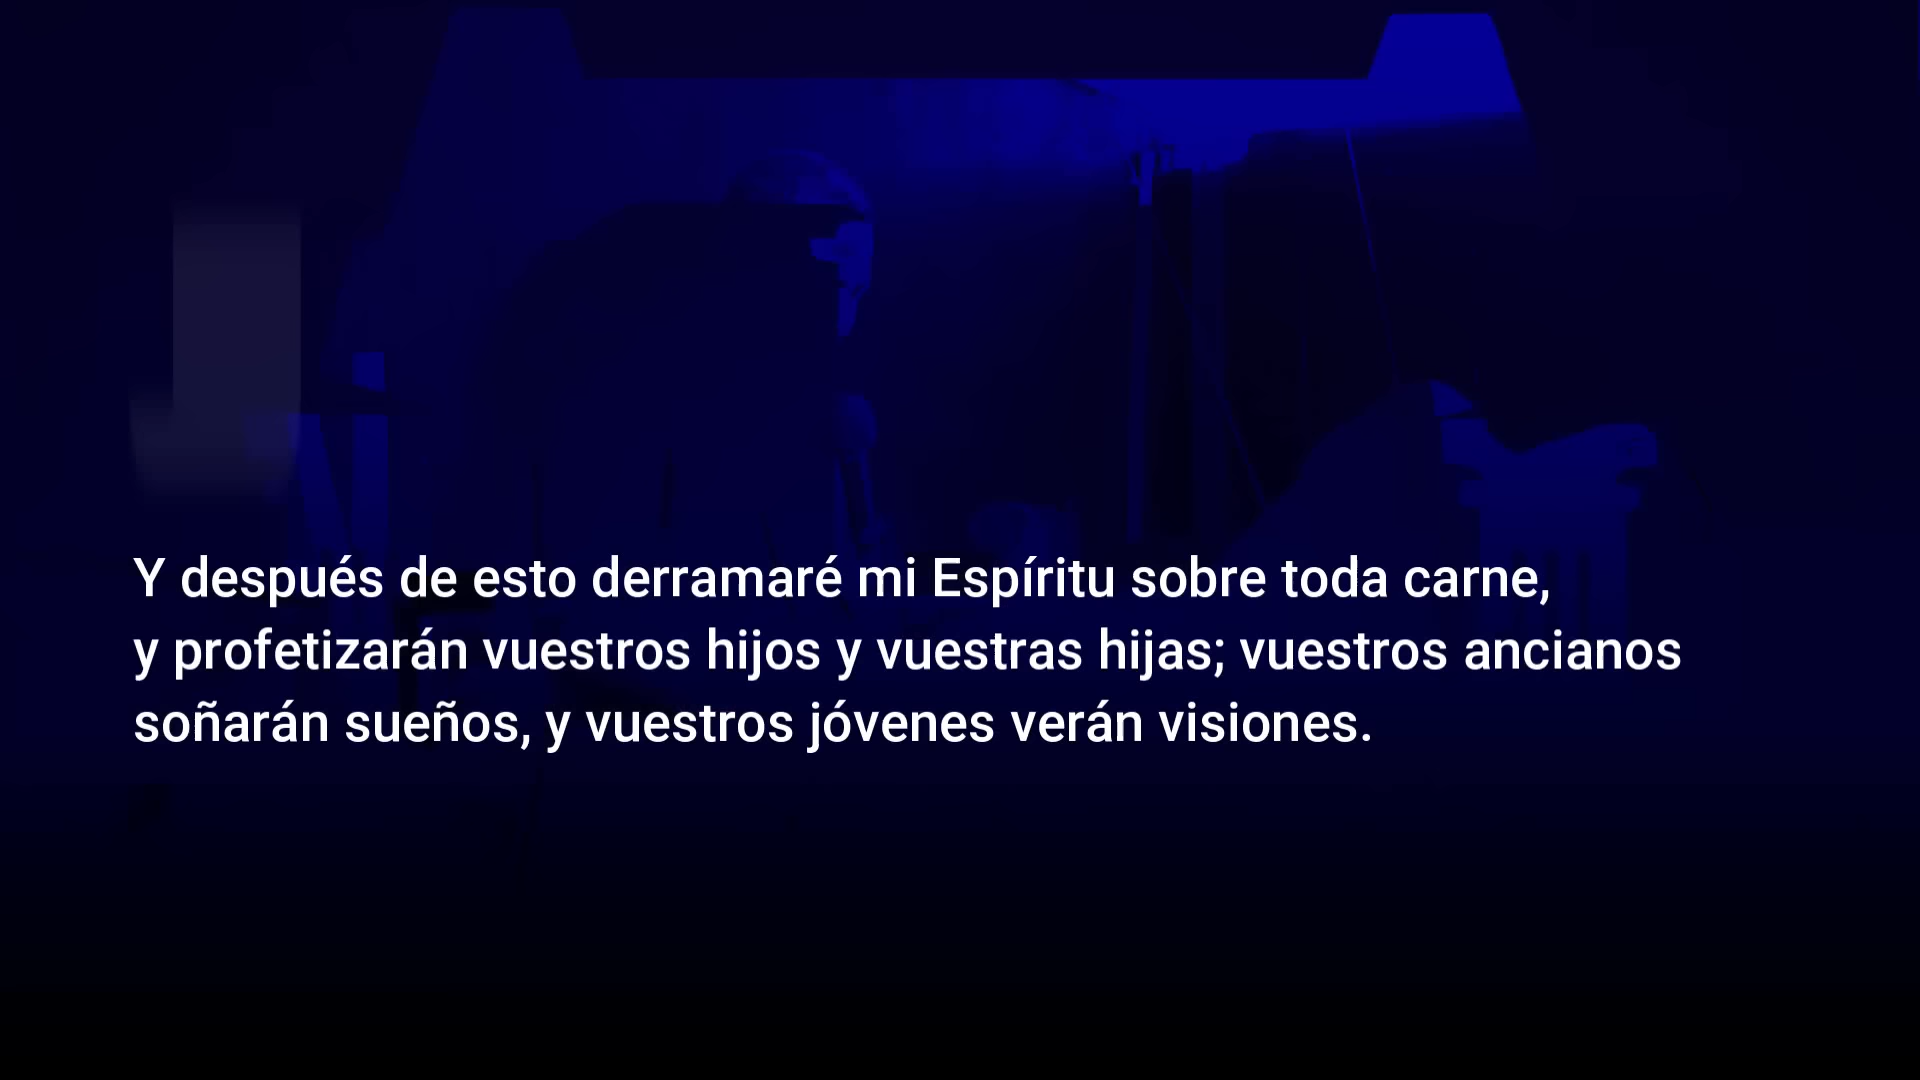 Y después de esto derramaré mi Espíritu sobre toda carne,
y profetizarán vuestros hijos y vuestras hijas; vuestros ancianos
soñarán sueños, y vuestros jóvenes verán visiones.